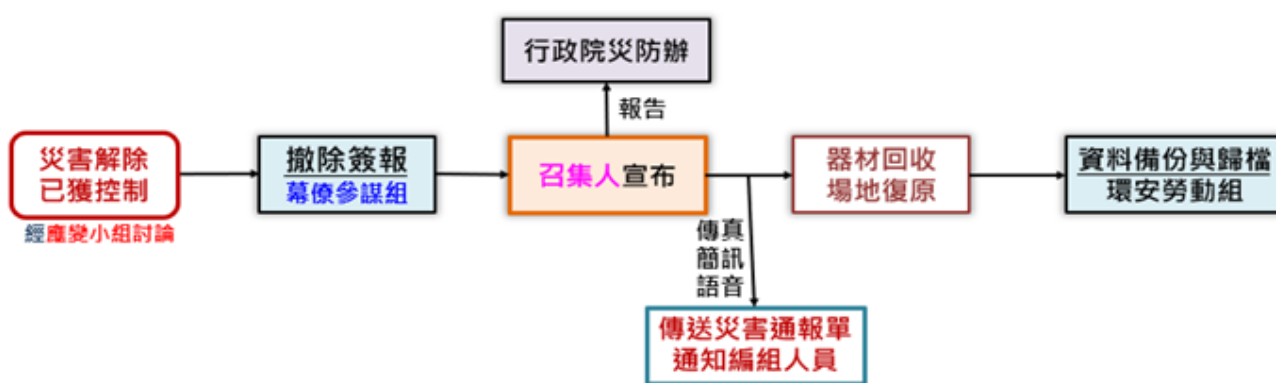 行政院災防辦
報告
災害解除
已獲控制
經應變小組討論
撤除簽報
幕僚參謀組
召集人宣布
器材回收
場地復原
資料備份與歸檔
環安勞動組
傳真
簡訊
語音
傳送災害通報單
通知編組人員